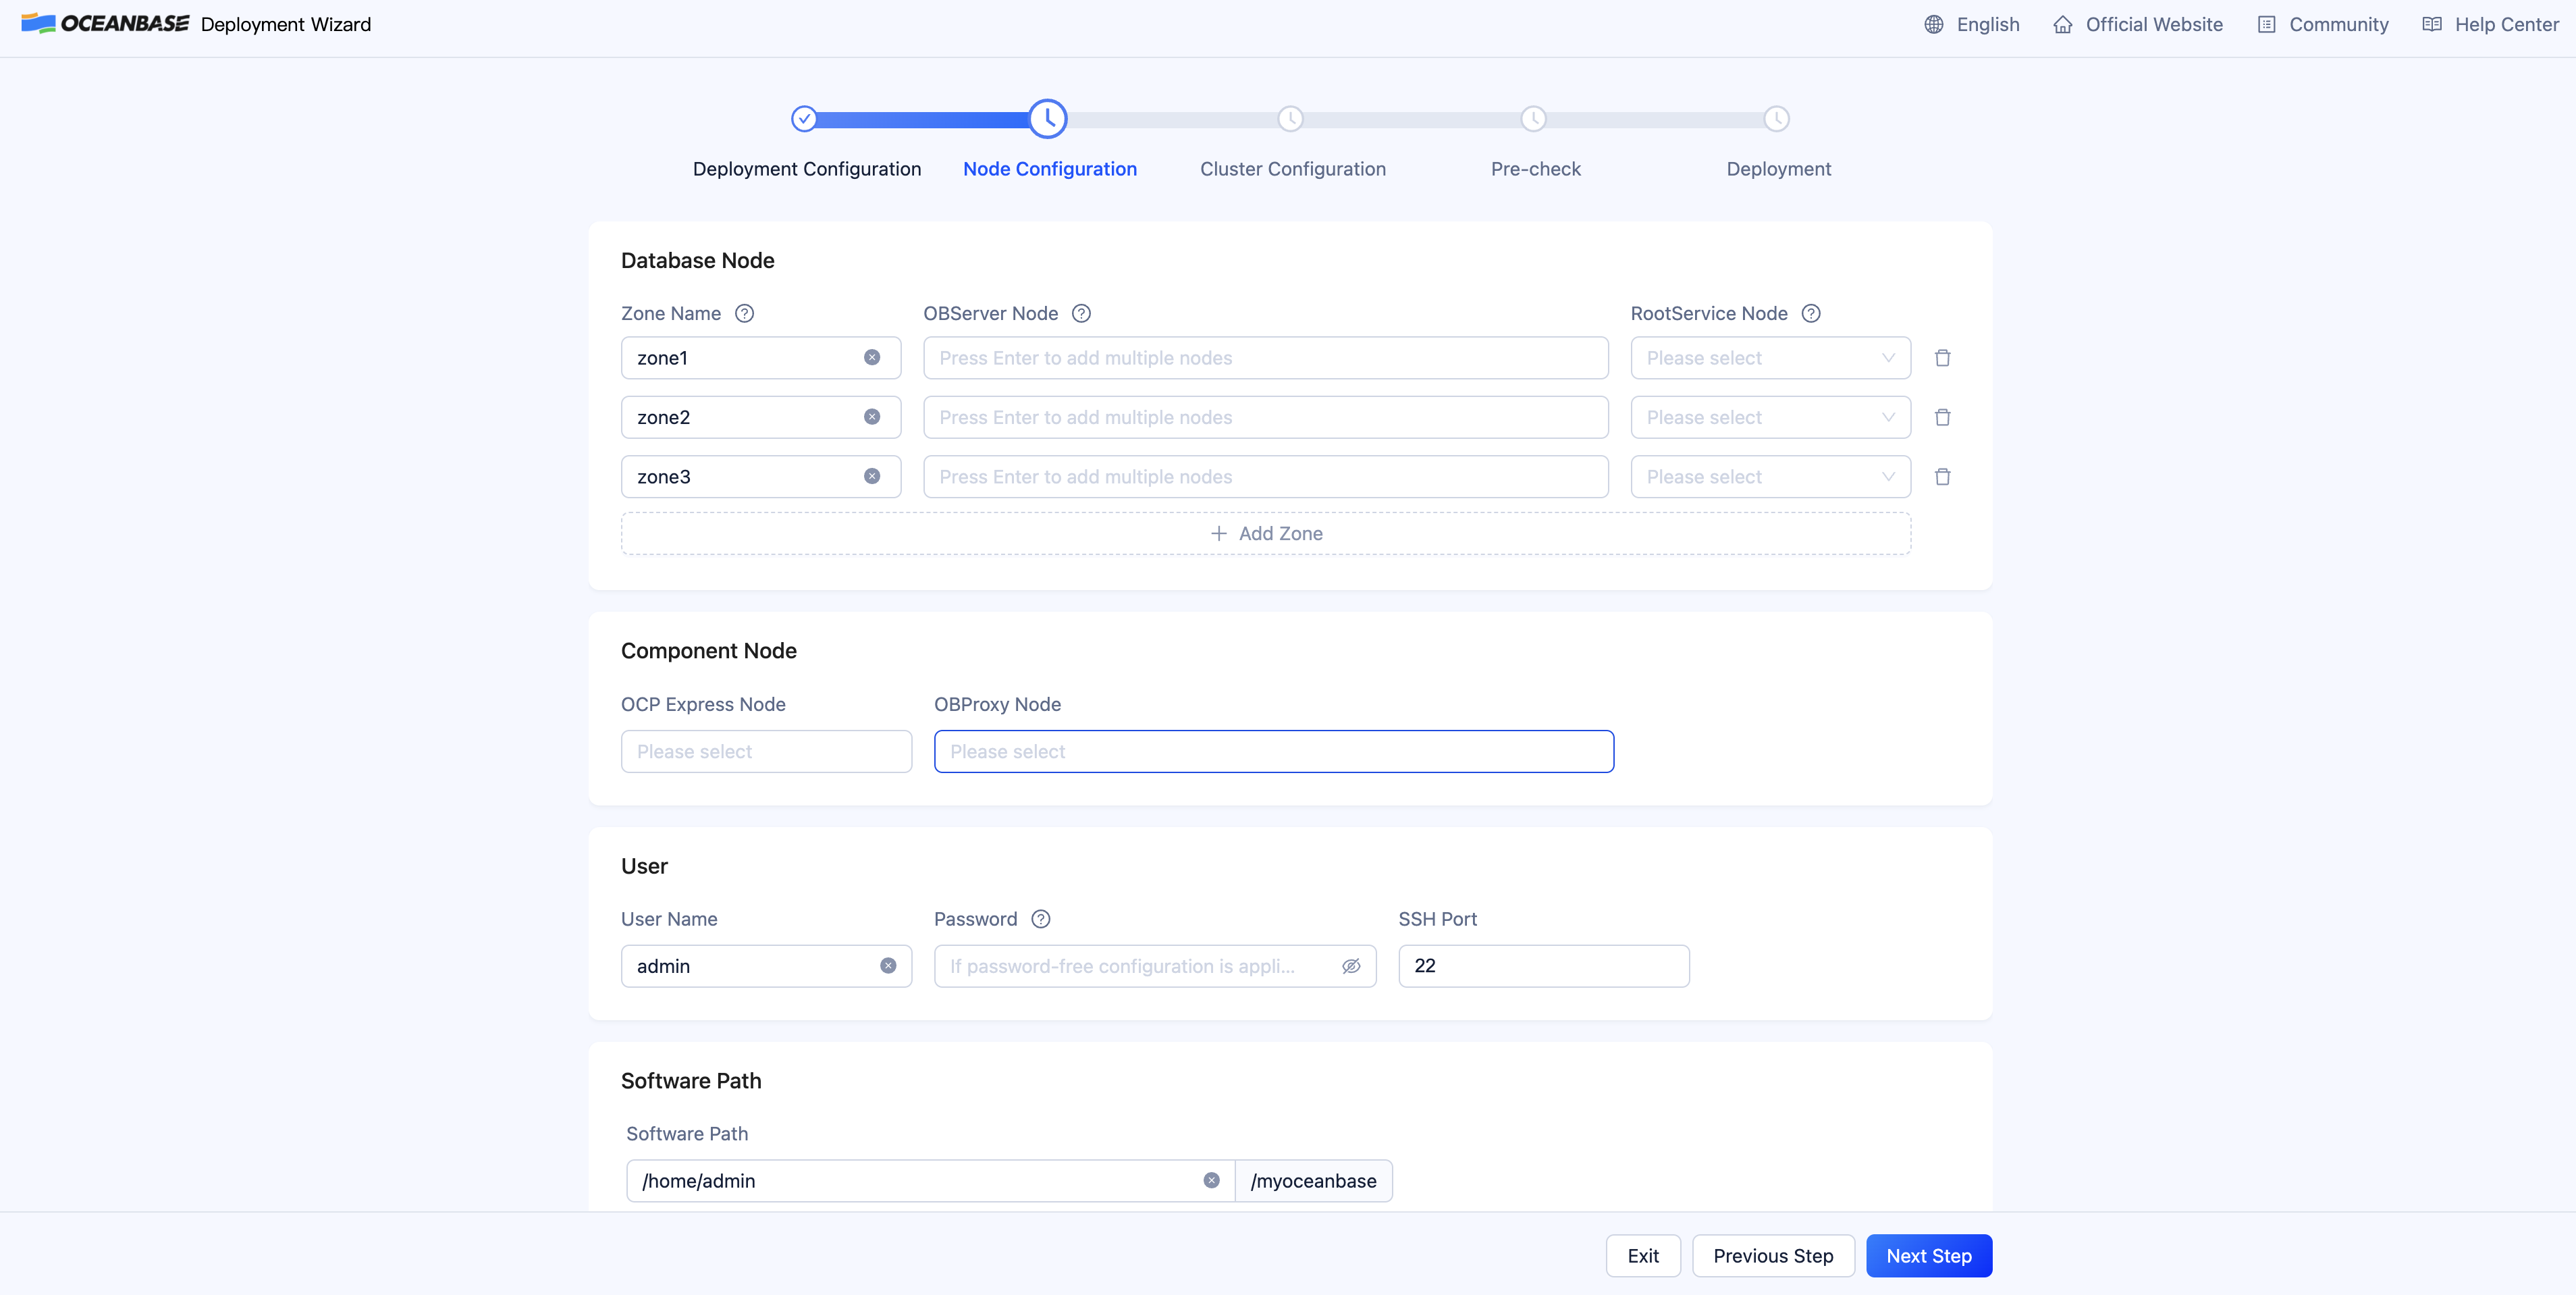 OCEANBASE Deployment Wizard
English Official Website Community Help Center
Deployment Configuration Node Configuration Cluster Configuration Pre-check Deployment
Database Node
Zone Name OBServer Node RootService Node
zone1 Press Enter to add multiple nodes Please select
zone2 Press Enter to add multiple nodes Please select
zone3 Press Enter to add multiple nodes Please select
+ Add Zone
Component Node
OCP Express Node OBProxy Node
Please select Please select
User
User Name Password SSH Port
admin If password-free configuration is appli... 22
Software Path
Software Path
/home/admin /myoceanbase
Exit Previous Step Next Step